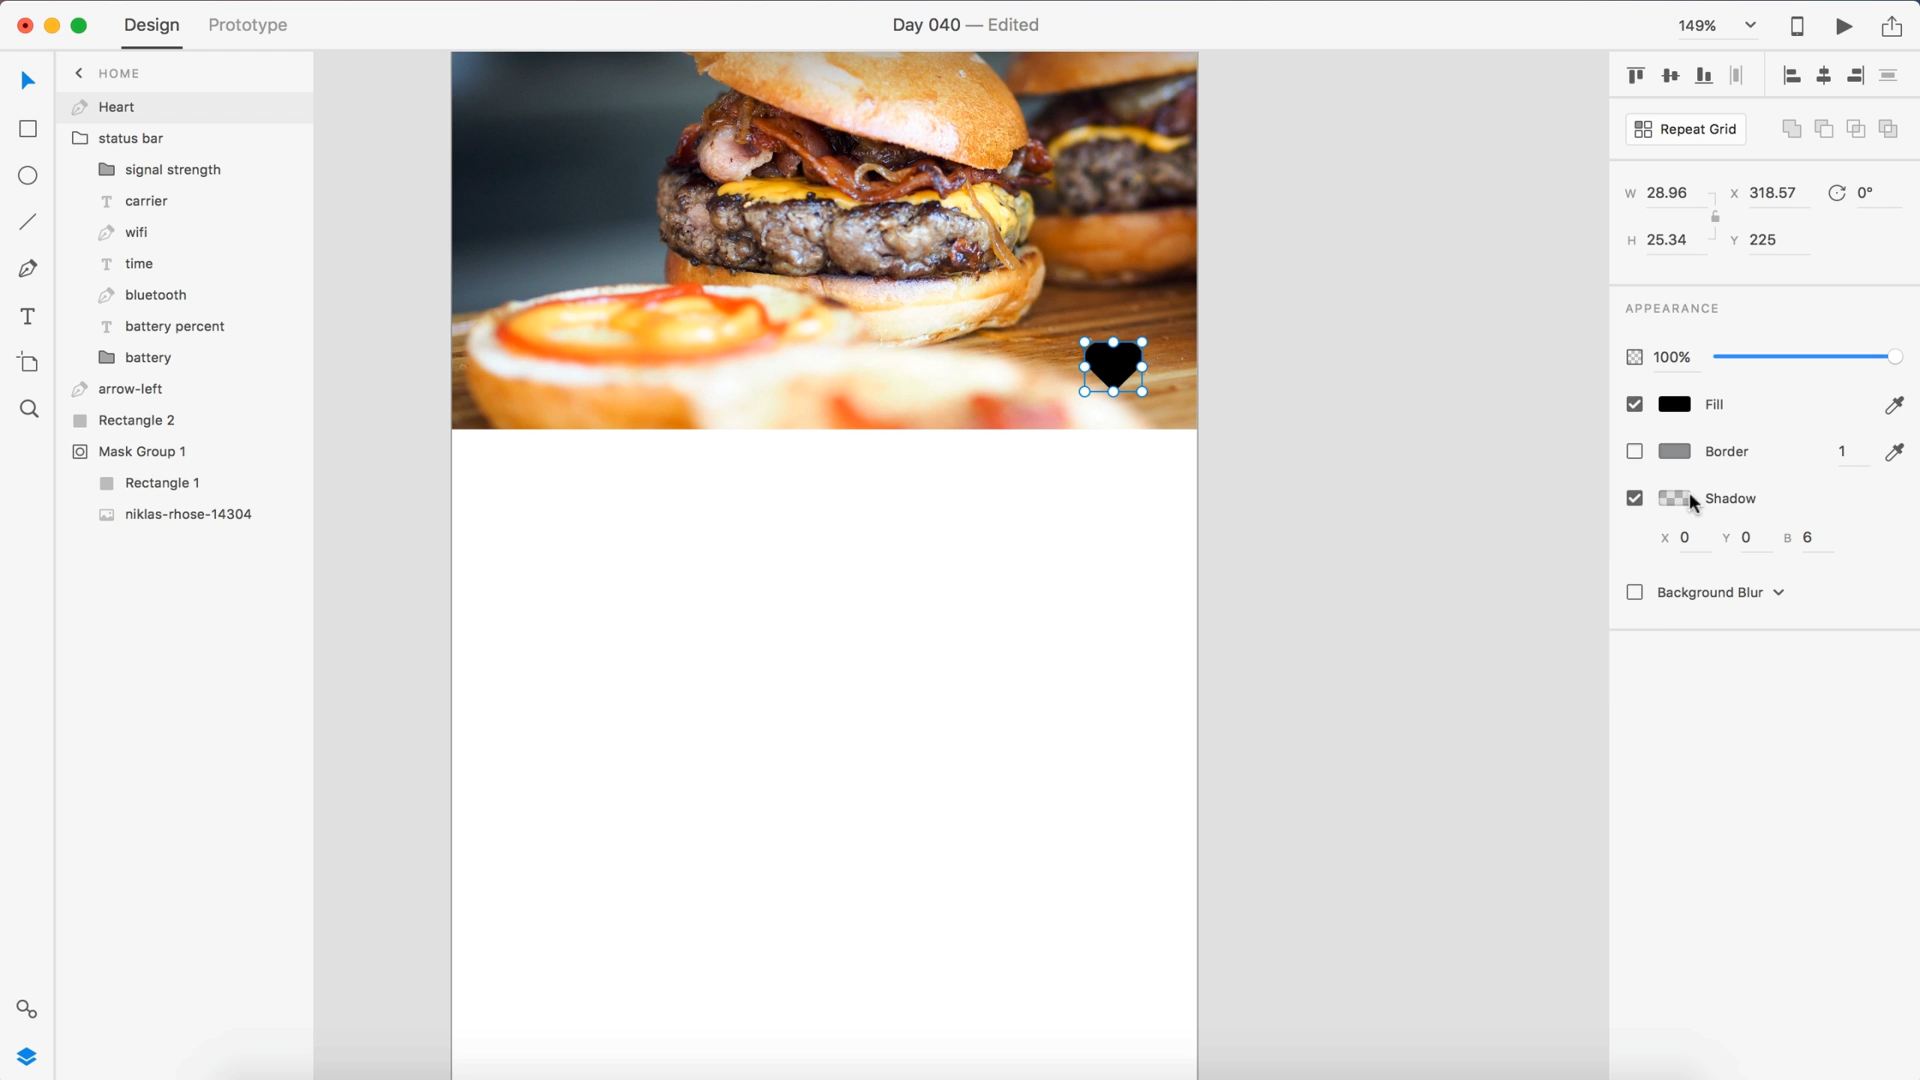 Design
Prototype
Day 040 — Edited
149%
HOME
Heart
status bar
signal strength
T carrier
wifi
T time
bluetooth
T battery percent
battery
arrow-left
Rectangle 2
Mask Group 1
Rectangle 1
niklas-rhose-14304
T
Repeat Grid
W 28.96 X 318.57 0°
H 25.34 Y 225
APPEARANCE
100%
Fill
Border 1
Shadow
X 0 Y 0 B 6
Background Blur